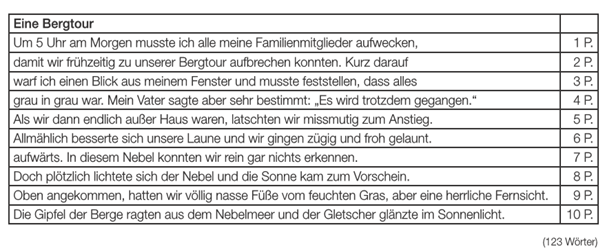 Eine Bergtour
Um 5 Uhr am Morgen musste ich alle meine Familienmitglieder aufwecken, 1 P.
damit wir frühzeitig zu unserer Bergtour aufbrechen konnten. Kurz darauf 2 P.
warf ich einen Blick aus meinem Fenster und musste feststellen, dass alles 3 P.
grau in grau war. Mein Vater sagte aber sehr bestimmt: „Es wird trotzdem gegangen.“ 4 P.
Als wir dann endlich außer Haus waren, latschten wir missmutig zum Anstieg. 5 P.
Allmählich besserte sich unsere Laune und wir gingen zügig und froh gelaunt. 6 P.
aufwärts. In diesem Nebel konnten wir rein gar nichts erkennen. 7 P.
Doch plötzlich lichtete sich der Nebel und die Sonne kam zum Vorschein. 8 P.
Oben angekommen, hatten wir völlig nasse Füße vom feuchten Gras, aber eine herrliche Fernsicht. 9 P.
Die Gipfel der Berge ragten aus dem Nebelmeer und der Gletscher glänzte im Sonnenlicht. 10 P.
(123 Wörter)